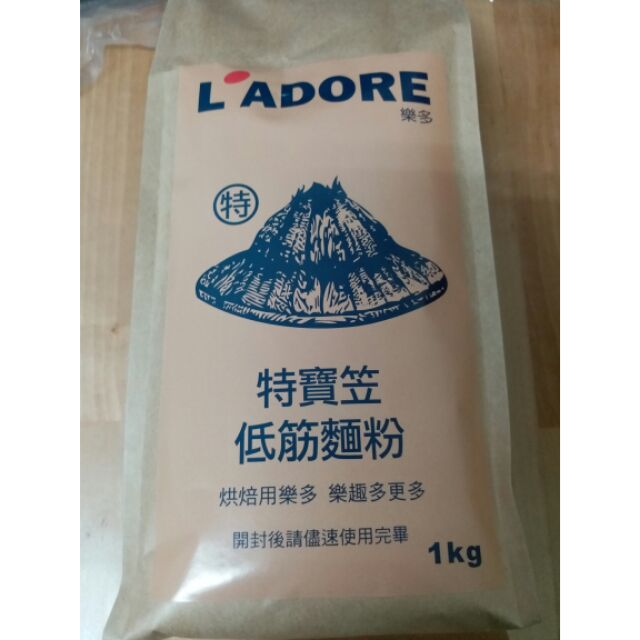 L'ADORE
樂多
特
特寶笠
低筋麵粉
烘焙用樂多 樂趣多更多
開封後請儘速使用完畢
1kg